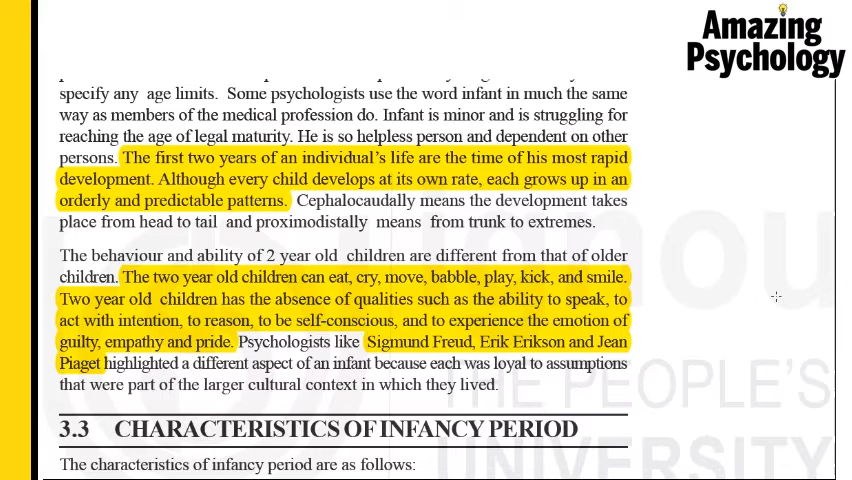 Amazing
Psychology
specify any age limits. Some psychologists use the word infant in much the same
way as members of the medical profession do. Infant is minor and is struggling for
reaching the age of legal maturity. He is so helpless person and dependent on other
persons. The first two years of an individual's life are the time of his most rapid
development. Although every child develops at its own rate, each grows up in an
orderly and predictable patterns. Cephalocaudally means the development takes
place from head to tail and proximodistally means from trunk to extremes.
The behaviour and ability of 2 year old children are different from that of older
children. The two year old children can eat, cry, move, babble, play, kick, and smile.
Two year old children has the absence of qualities such as the ability to speak, to
act with intention, to reason, to be self-conscious, and to experience the emotion of
guilty, empathy and pride. Psychologists like Sigmund Freud, Erik Erikson and Jean
Piaget highlighted a different aspect of an infant because each was loyal to assumptions
that were part of the larger cultural context in which they lived.
3.3 CHARACTERISTICS OF INFANCY PERIOD
The characteristics of infancy period are as follows:
ignou
THE PEOPLE'S
UNIVERSITY